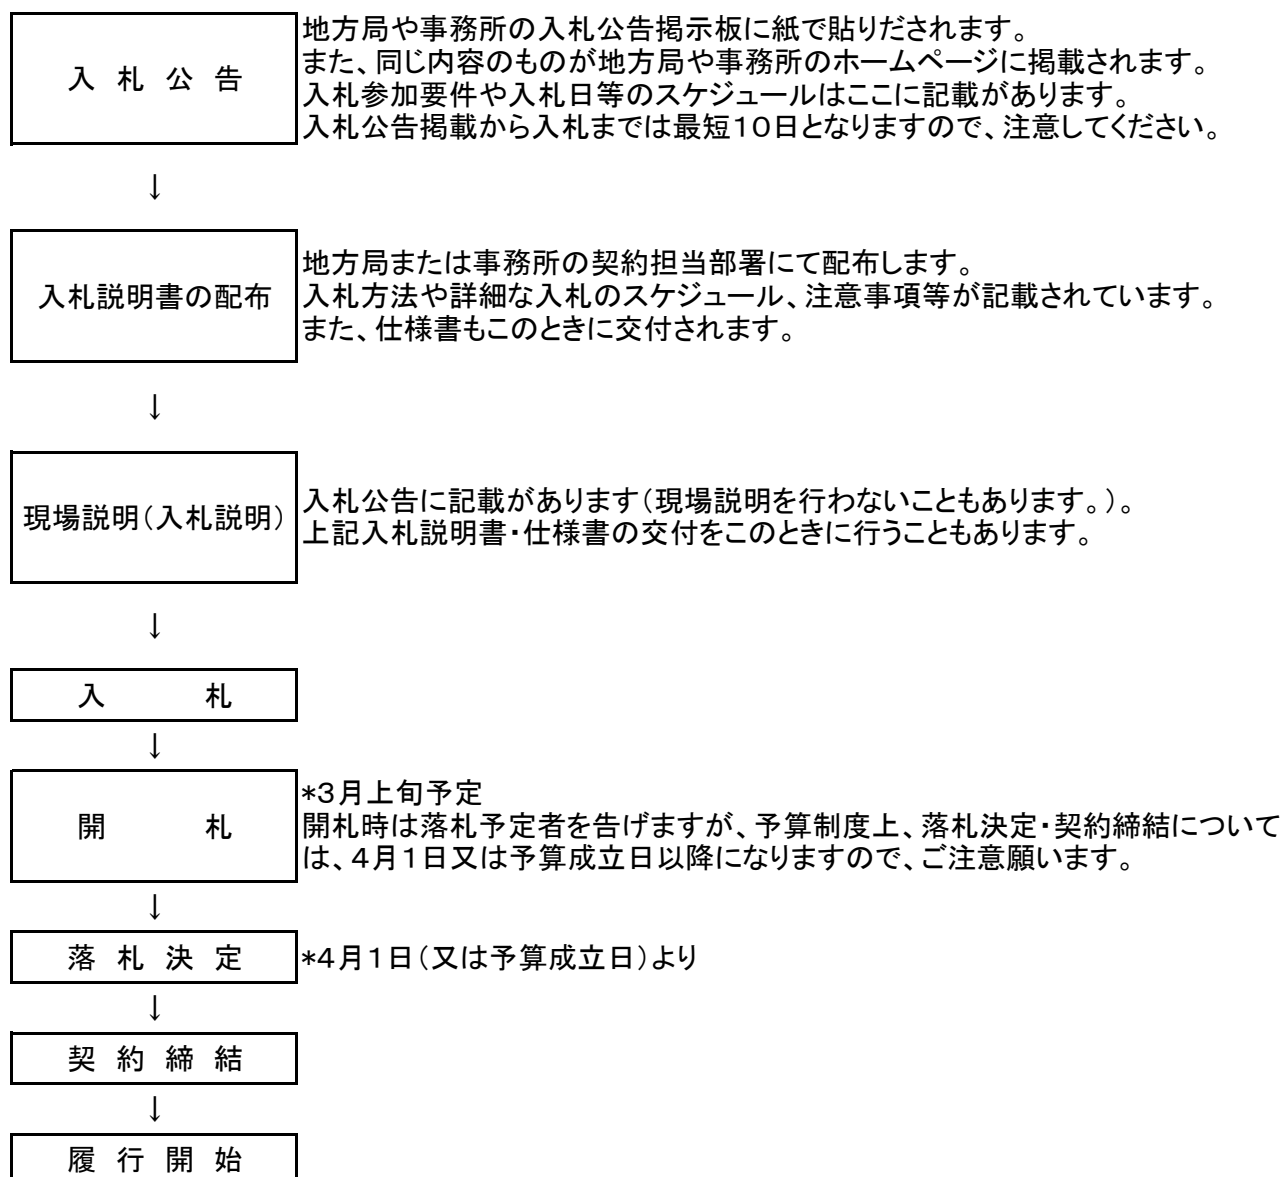 入札公告
地方局や事務所の入札公告掲示板に紙で貼りだされます。
また、同じ内容のものが地方局や事務所のホームページに掲載されます。
入札参加要件や入札日等のスケジュールはここに記載があります。
入札公告掲載から入札までは最短10日となりますので、注意してください。
↓
入札説明書の配布
地方局または事務所の契約担当部署にて配布します。
入札方法や詳細な入札のスケジュール、注意事項等が記載されています。
また、仕様書もこのときに交付されます。
↓
現場説明(入札説明)
入札公告に記載があります(現場説明を行わないこともあります。)。
上記入札説明書・仕様書の交付をこのときに行うこともあります。
↓
入札
↓
開札
*3月上旬予定
開札時は落札予定者を告げますが、予算制度上、落札決定・契約締結について
は、4月1日又は予算成立日以降になりますので、ご注意願います。
↓
落札決定
*4月1日(又は予算成立日)より
↓
契約締結
↓
履行開始